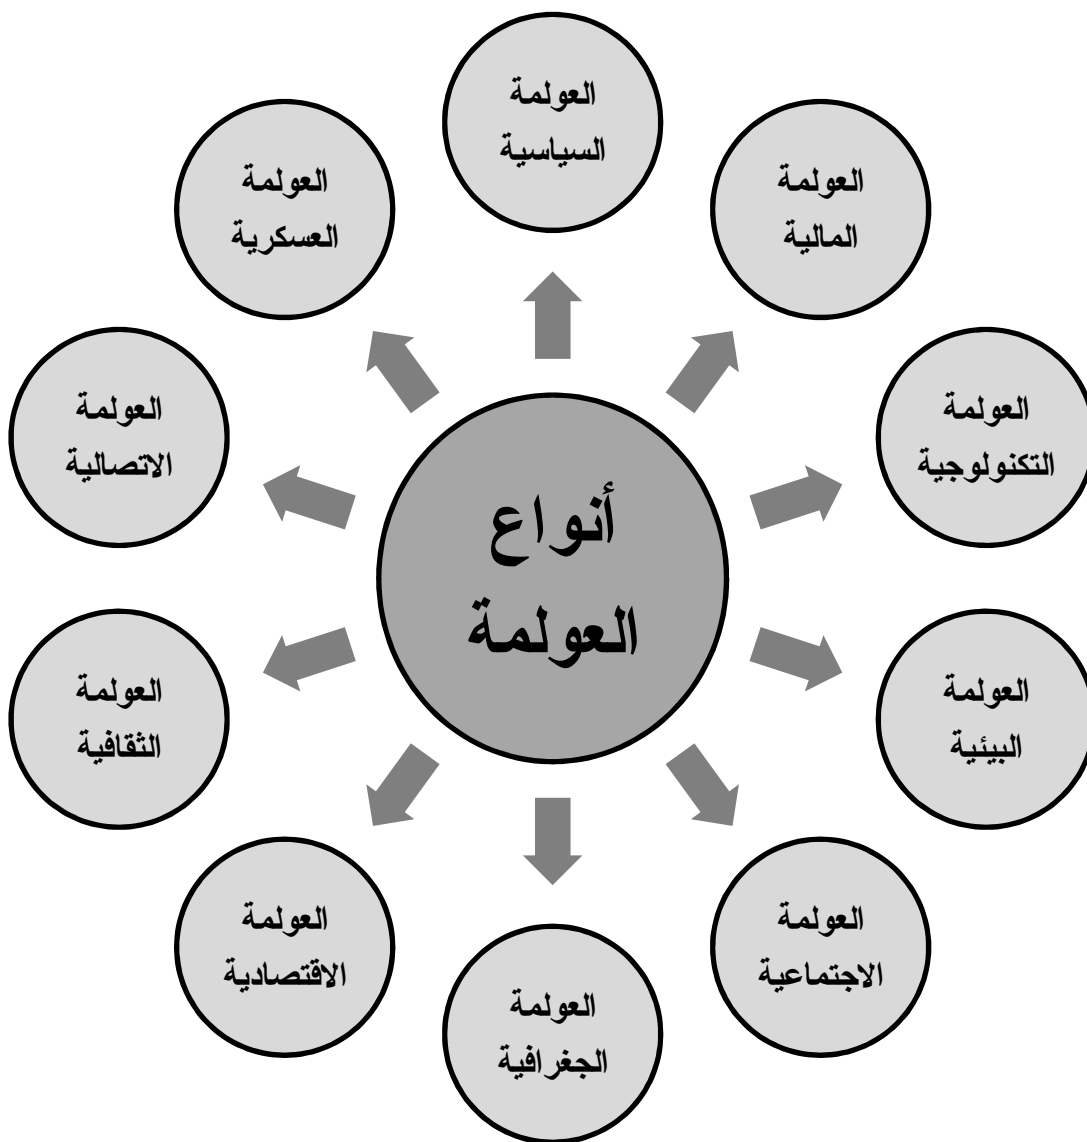 أنواع
العولمة
العولمة
السياسية
العولمة
المالية
العولمة
التكنولوجية
العولمة
البيئية
العولمة
الاجتماعية
العولمة
الجغرافية
العولمة
الاقتصادية
العولمة
الثقافية
العولمة
الاتصالية
العولمة
العسكرية